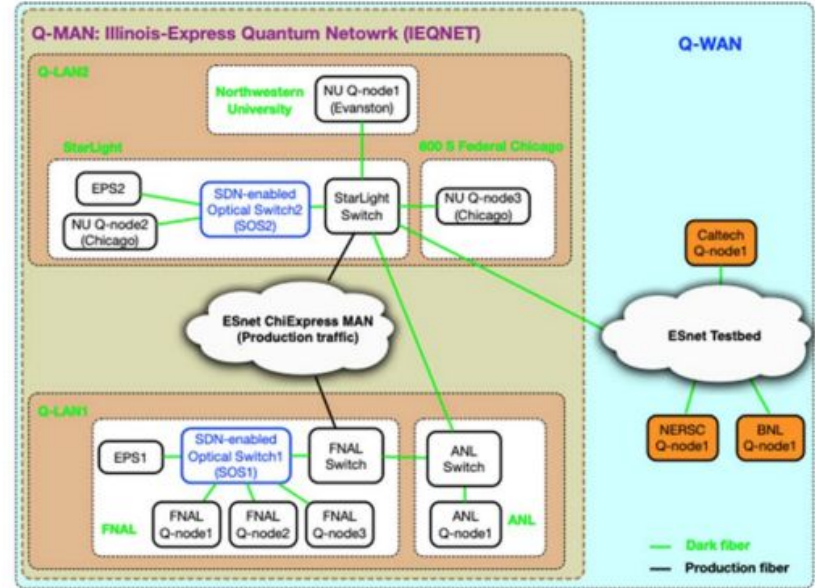 Q-MAN: Illinois-Express Quantum Netowrk (IEQNET)
Q-WAN
Q-LAN2
Northwestern
University
NU Q-node1
(Evanston)
StarLight
600 S Federal Chicago
EPS2
NU Q-node2
(Chicago)
SDN-enabled
Optical Switch2
(SOS2)
StarLight
Switch
NU Q-node3
(Chicago)
Caltech
Q-node1
ESnet ChiExpress MAN
(Production traffic)
ESnet Testbed
Q-LAN1
EPS1
SDN-enabled
Optical Switch1
(SOS1)
FNAL
Switch
ANL
Switch
NERSC
Q-node1
BNL
Q-node1
FNAL
FNAL
Q-node1
FNAL
Q-node2
FNAL
Q-node3
ANL
Q-node1
ANL
Dark fiber
Production fiber